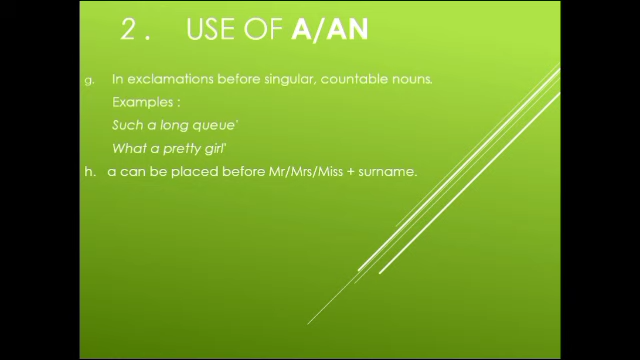 2. USE OF A/AN
g. In exclamations before singular, countable nouns.
Examples :
Such a long queue'
What a pretty girl'
h. a can be placed before Mr/Mrs/Miss + surname.